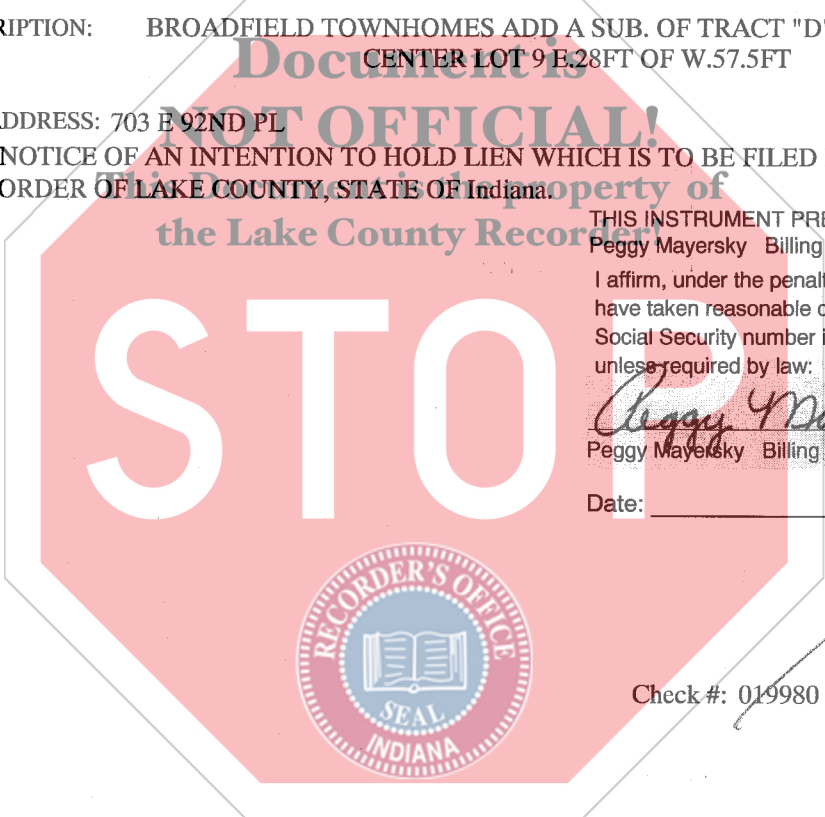 RIPTION: BROADFIELD TOWNHOMES ADD A SUB. OF TRACT "D"
CENTER LOT 9 E.28FT OF W.57.5FT
Document is
NOT OFFICIAL!
This Document is the property of
the Lake County Recorder!
ADDRESS: 703 E 92ND PL
NOTICE OF AN INTENTION TO HOLD LIEN WHICH IS TO BE FILED
ORDER OF LAKE COUNTY, STATE OF Indiana.
THIS INSTRUMENT PRE
Peggy Mayersky Billing
I affirm, under the penalt
have taken reasonable c
Social Security number i
unless required by law:
Peggy Ma
Peggy Mayersky Billing
Date:
STOP
RECORDER'S OFFICE
SEAL
INDIANA
Check #: 019980